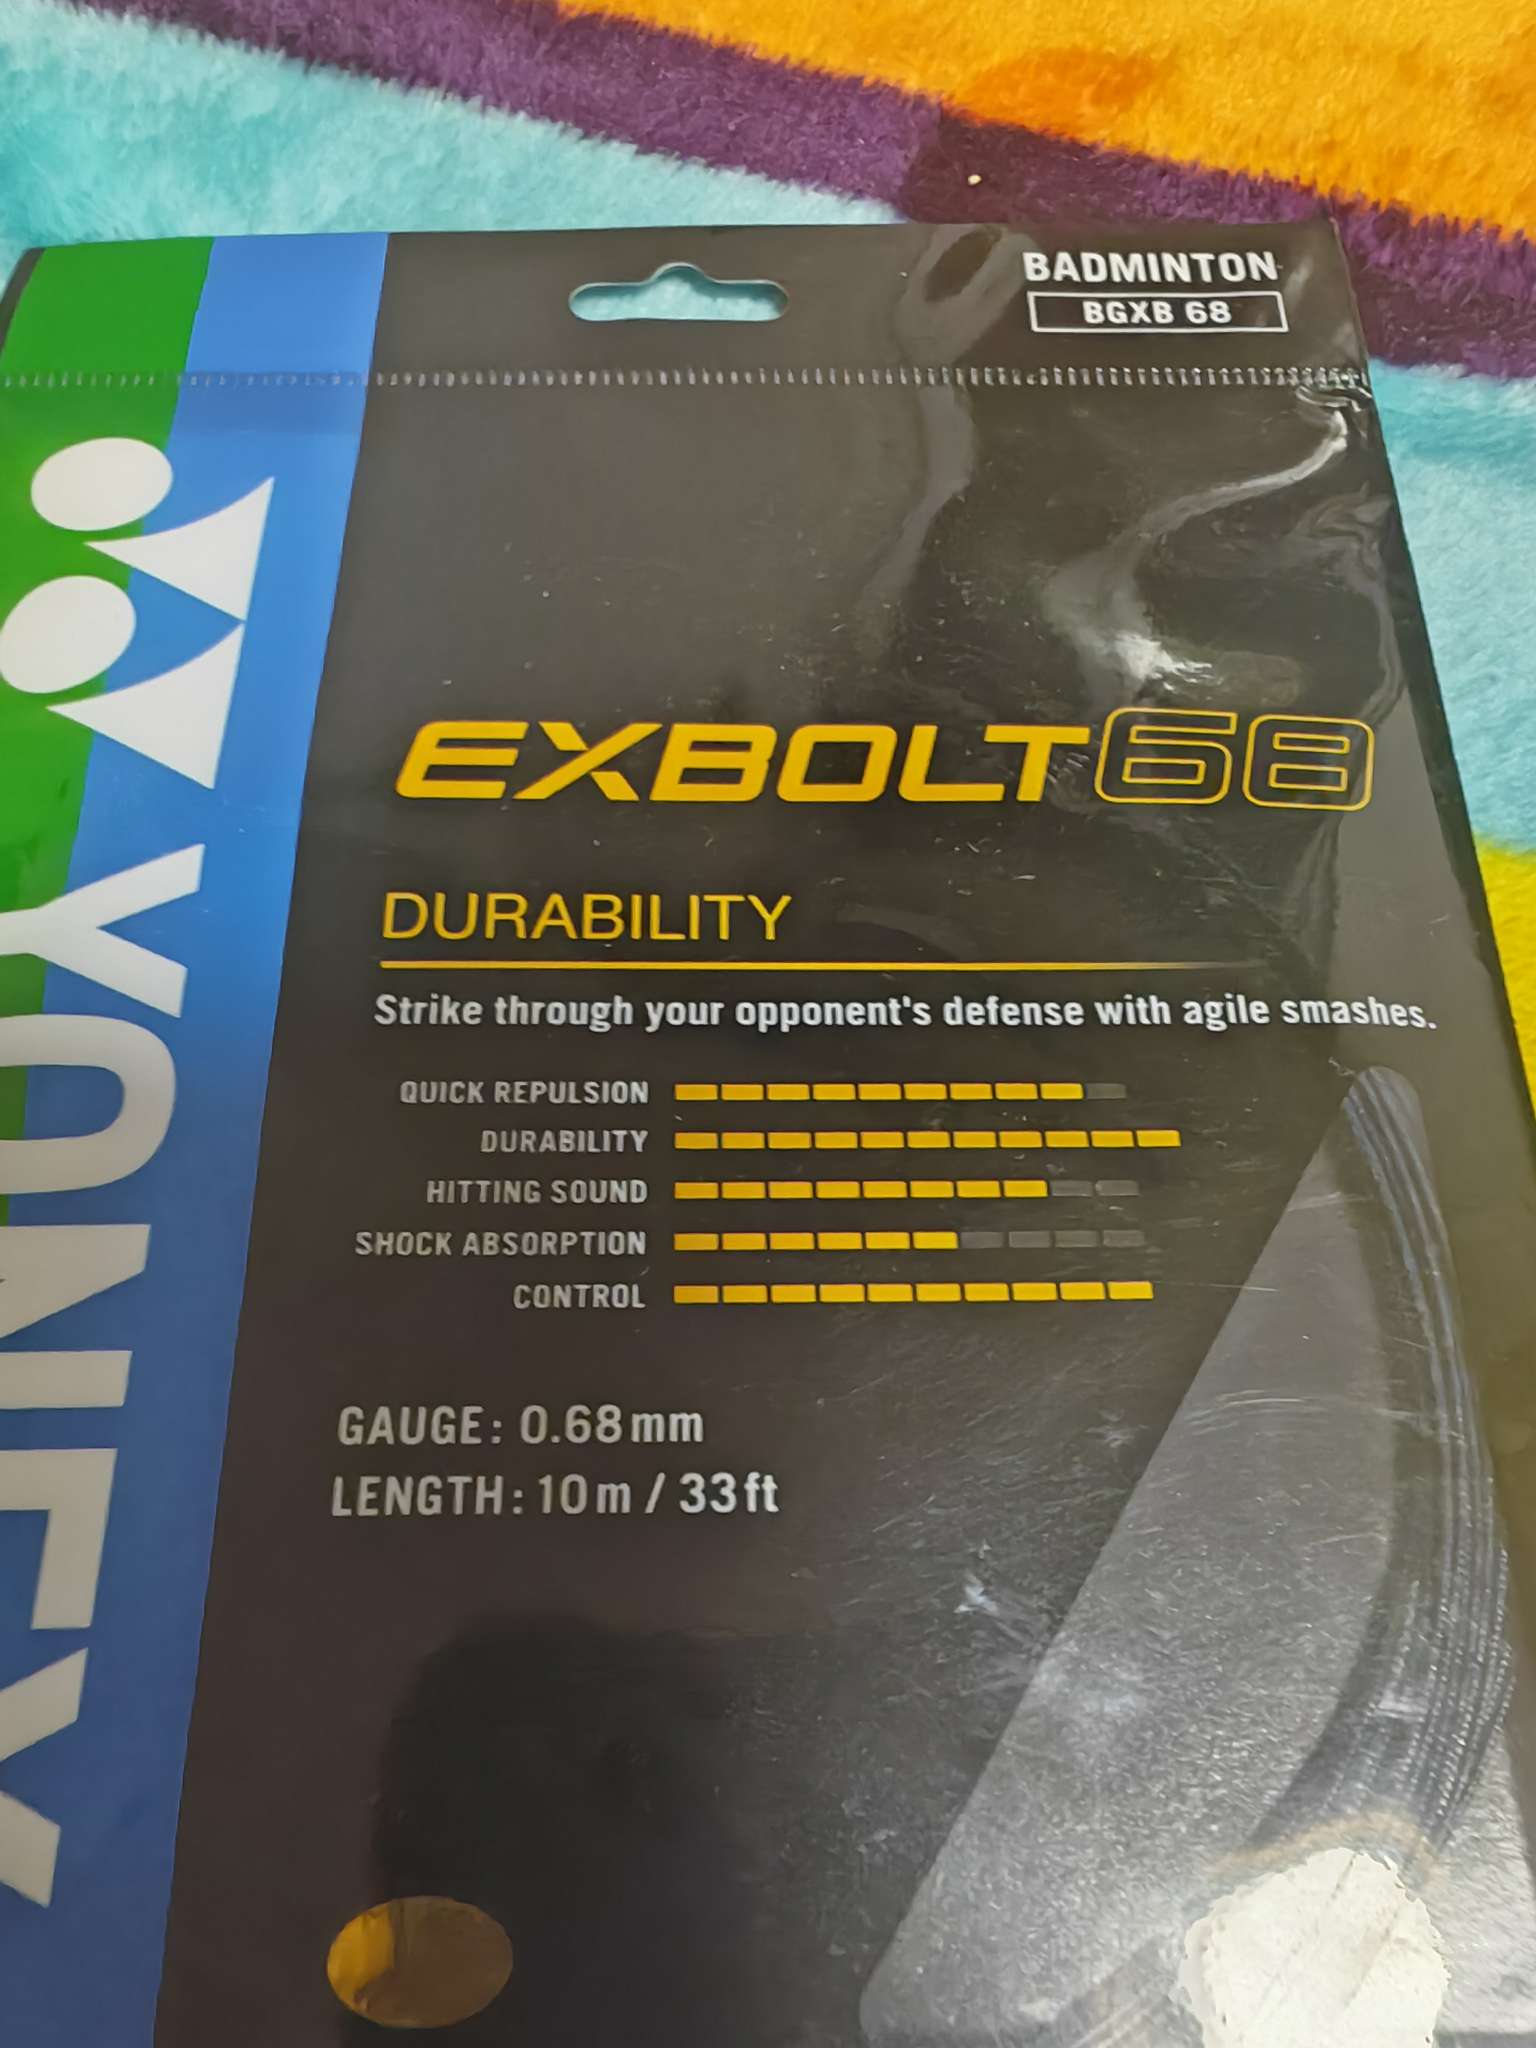 BADMINTON
BGXB 68
YONEX
EXBOLT68
DURABILITY
Strike through your opponent's defense with agile smashes.
QUICK REPULSION
DURABILITY
HITTING SOUND
SHOCK ABSORPTION
CONTROL
GAUGE: 0.68mm
LENGTH: 10m / 33ft